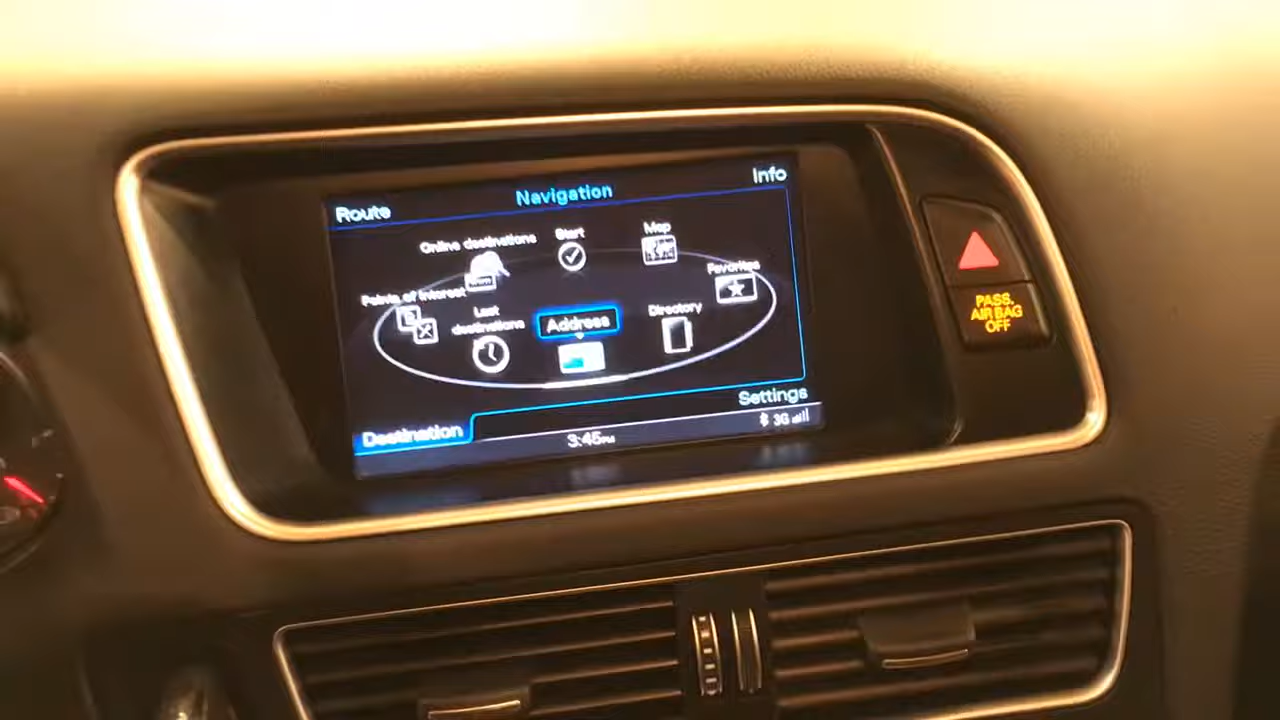 Navigation
Info
Route
Online destinations
Start
Map
Favorites
Points of interest
Last
destinations
Address
Directory
Settings
Destination
3:45PM
3G
PASS.
AIR BAG
OFF